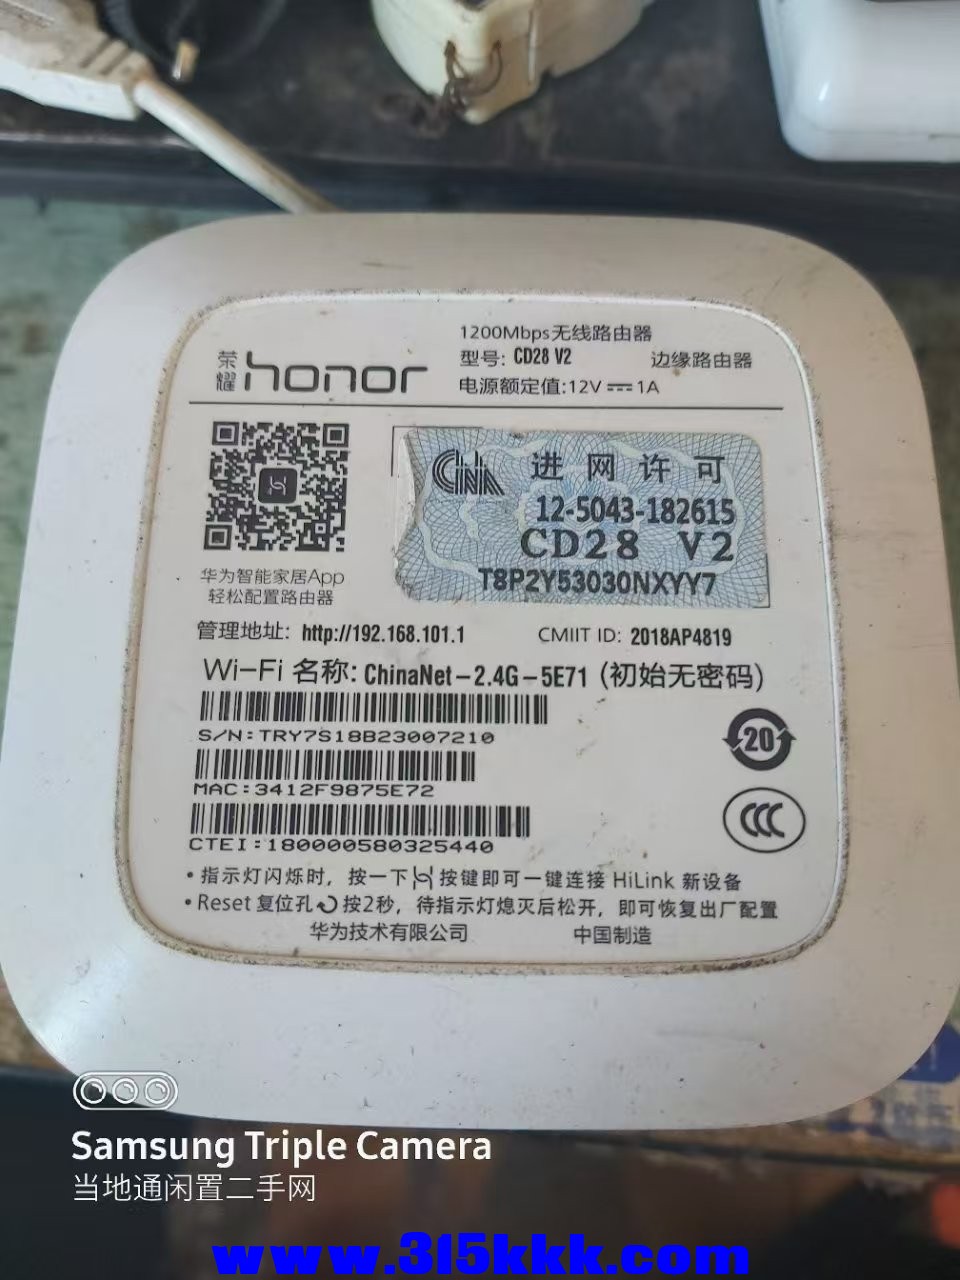 1200Mbps无线路由器
荣耀 honor
型号: CD28 V2 边缘路由器
电源额定值:12V ⎓ 1A
CNA 进网许可
12-5043-182615
CD28 V2
T8P2Y53030NXYY7
华为智能家居App
轻松配置路由器
管理地址: http://192.168.101.1 CMIIT ID: 2018AP4819
Wi-Fi 名称: ChinaNet-2.4G-5E71 (初始无密码)
S/N:TRY7S18B23007210
20
MAC:3412F9875E72
CCC
CTEI:180000580325440
•指示灯闪烁时，按一下按键即可一键连接 HiLink 新设备
•Reset 复位孔按2秒，待指示灯熄灭后松开，即可恢复出厂配置
华为技术有限公司 中国制造
Samsung Triple Camera
当地通闲置二手网
www.315kkk.com